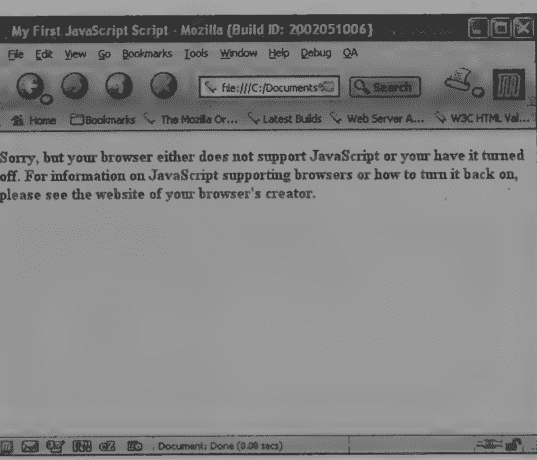 My First JavaScript Script - Mozilla {Build ID: 2002051006}
File Edit View Go Bookmarks Tools Window Help Debug QA
file:///C:/Documents Search
Home Bookmarks The Mozilla Or... Latest Builds Web Server A... W3C HTML Val...
Sorry, but your browser either does not support JavaScript or your have it turned
off. For information on JavaScript supporting browsers or how to turn it back on,
please see the website of your browser's creator.
Document: Done (0.08 secs)